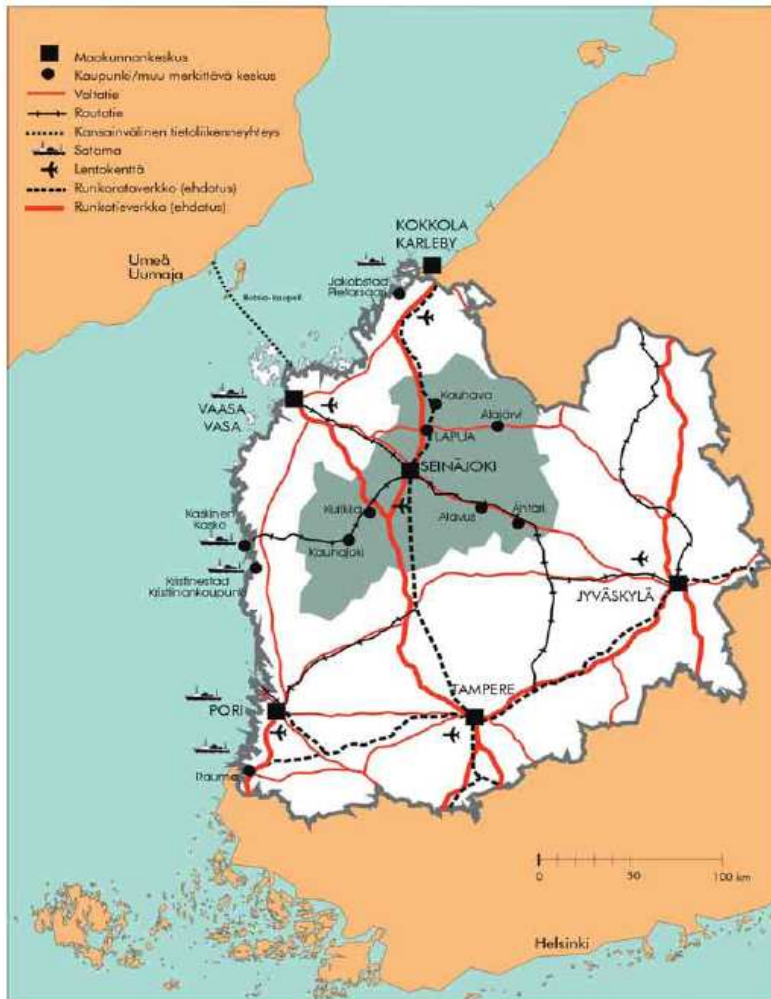 Maakunnankeskus
Kaupunki/muu merkittävä keskus
Valtatie
Rautatie
Kansainvälinen tietoliikenneyhteys
Satama
Lentokenttä
Runkorataverkko (ehdatus)
Runkotieverkko (ehdatus)
KOKKOLA
KARLEBY
Umeå
Uumaja
Jakobstad
Pietarsaari
VAASA
VASA
Kauhava
Alajärvi
LAPUA
SEINÄJOKI
Kurikka
Alavus
Ähtäri
Kaskinen
Kaskö
Kauhajoki
Kristinestad
Kristiinankaupunki
JYVÄSKYLÄ
TAMPERE
PORI
Rauma
0 50 100 km
Helsinki